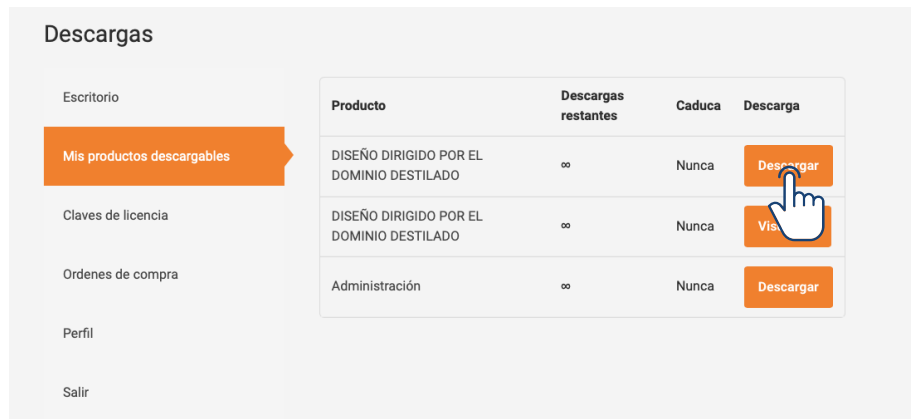 Descargas
Escritorio
Mis productos descargables
Claves de licencia
Ordenes de compra
Perfil
Salir
Producto
Descargas
restantes
Caduca
Descarga
DISEÑO DIRIGIDO POR EL
DOMINIO DESTILADO
∞
Nunca
Descargar
DISEÑO DIRIGIDO POR EL
DOMINIO DESTILADO
∞
Nunca
Administración
∞
Nunca
Descargar